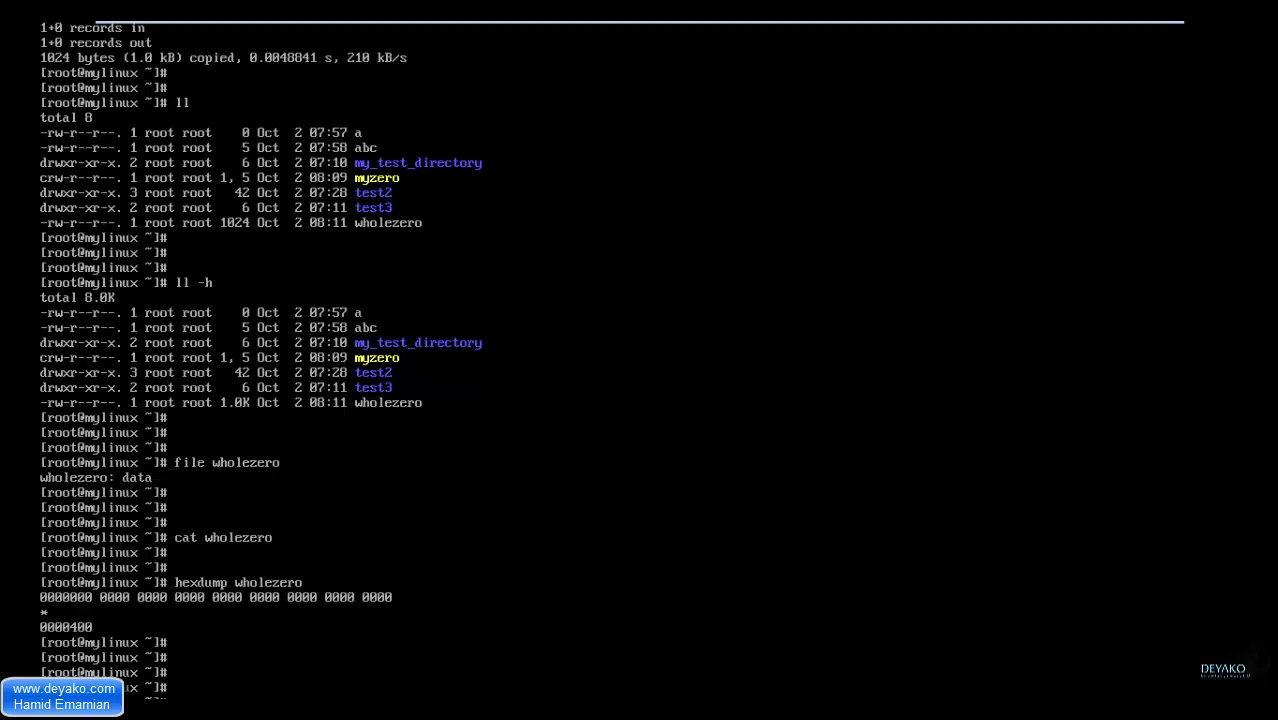 1+0 records in
1+0 records out
1024 bytes (1.0 kB) copied, 0.0048841 s, 210 kB/s
[root@mylinux ~]#
[root@mylinux ~]#
[root@mylinux ~]# ll
total 8
-rw-r--r--. 1 root root    0 Oct  2 07:57 a
-rw-r--r--. 1 root root    5 Oct  2 07:58 abc
drwxr-xr-x. 2 root root    6 Oct  2 07:10 my_test_directory
crw-r--r--. 1 root root 1, 5 Oct  2 08:09 myzero
drwxr-xr-x. 3 root root   42 Oct  2 07:28 test2
drwxr-xr-x. 2 root root    6 Oct  2 07:11 test3
-rw-r--r--. 1 root root 1024 Oct  2 08:11 wholezero
[root@mylinux ~]#
[root@mylinux ~]#
[root@mylinux ~]#
[root@mylinux ~]# ll -h
total 8.0K
-rw-r--r--. 1 root root    0 Oct  2 07:57 a
-rw-r--r--. 1 root root    5 Oct  2 07:58 abc
drwxr-xr-x. 2 root root    6 Oct  2 07:10 my_test_directory
crw-r--r--. 1 root root 1, 5 Oct  2 08:09 myzero
drwxr-xr-x. 3 root root   42 Oct  2 07:28 test2
drwxr-xr-x. 2 root root    6 Oct  2 07:11 test3
-rw-r--r--. 1 root root 1.0K Oct  2 08:11 wholezero
[root@mylinux ~]#
[root@mylinux ~]#
[root@mylinux ~]#
[root@mylinux ~]# file wholezero
wholezero: data
[root@mylinux ~]#
[root@mylinux ~]#
[root@mylinux ~]#
[root@mylinux ~]# cat wholezero
[root@mylinux ~]#
[root@mylinux ~]#
[root@mylinux ~]# hexdump wholezero
0000000 0000 0000 0000 0000 0000 0000 0000 0000
*
0000400
[root@mylinux ~]#
[root@mylinux ~]#
[root@mylinux ~]#
www.deyako.com
Hamid Emamian
DEYAKO